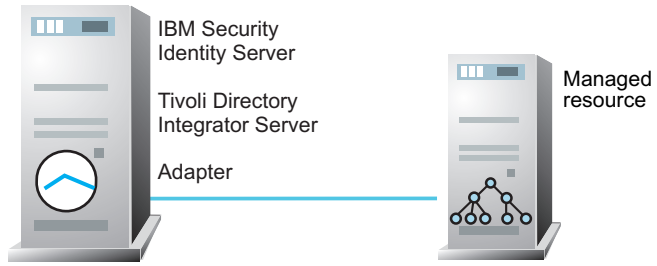 IBM Security
Identity Server
Tivoli Directory
Integrator Server
Adapter
Managed
resource